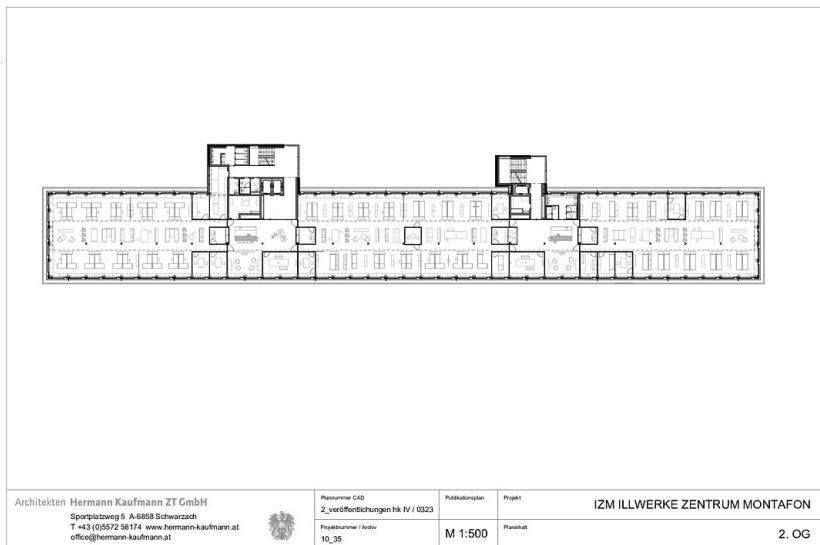 Architekten Hermann Kaufmann ZT GmbH
Sportplatzweg 5 A-6858 Schwarzach
T +43 (0)5572 58174 www.hermann-kaufmann.at
office@hermann-kaufmann.at
Plannummer CAD
2_veröffentlichungen hk IV / 0323
Projektnummer / Archiv
10_35
Publikationsplan
M 1:500
Projekt
IZM ILLWERKE ZENTRUM MONTAFON
Planinhalt
2. OG